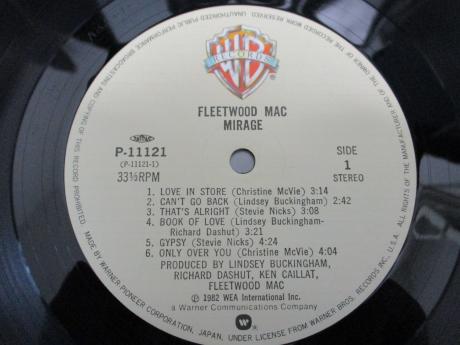 WB
RECORDS
FLEETWOOD MAC
MIRAGE
P-11121
(P-11121-1)
33⅓RPM
SIDE
1
STEREO
1. LOVE IN STORE (Christine McVie) 3:14
2. CAN'T GO BACK (Lindsey Buckingham) 2:42
3. THAT'S ALRIGHT (Stevie Nicks) 3:08
4. BOOK OF LOVE (Lindsey Buckingham-
Richard Dashut) 3:21
5. GYPSY (Stevie Nicks) 4:24
6. ONLY OVER YOU (Christine McVie) 4:04
PRODUCED BY LINDSEY BUCKINGHAM,
RICHARD DASHUT, KEN CAILLAT,
FLEETWOOD MAC
Ⓟ 1982 WEA International Inc.
a Warner Communications Company
MADE BY WARNER-PIONEER CORPORATION, JAPAN, UNDER LICENSE FROM WARNER BROS. RECORDS INC., U.S.A. ALL RIGHTS OF THE MANUFACTURER AND OF THE OWNER OF THE RECORDED WORK RESERVED. UNAUTHORIZED PUBLIC PERFORMANCE, BROADCASTING AND COPYING OF THIS RECORD PROHIBITED